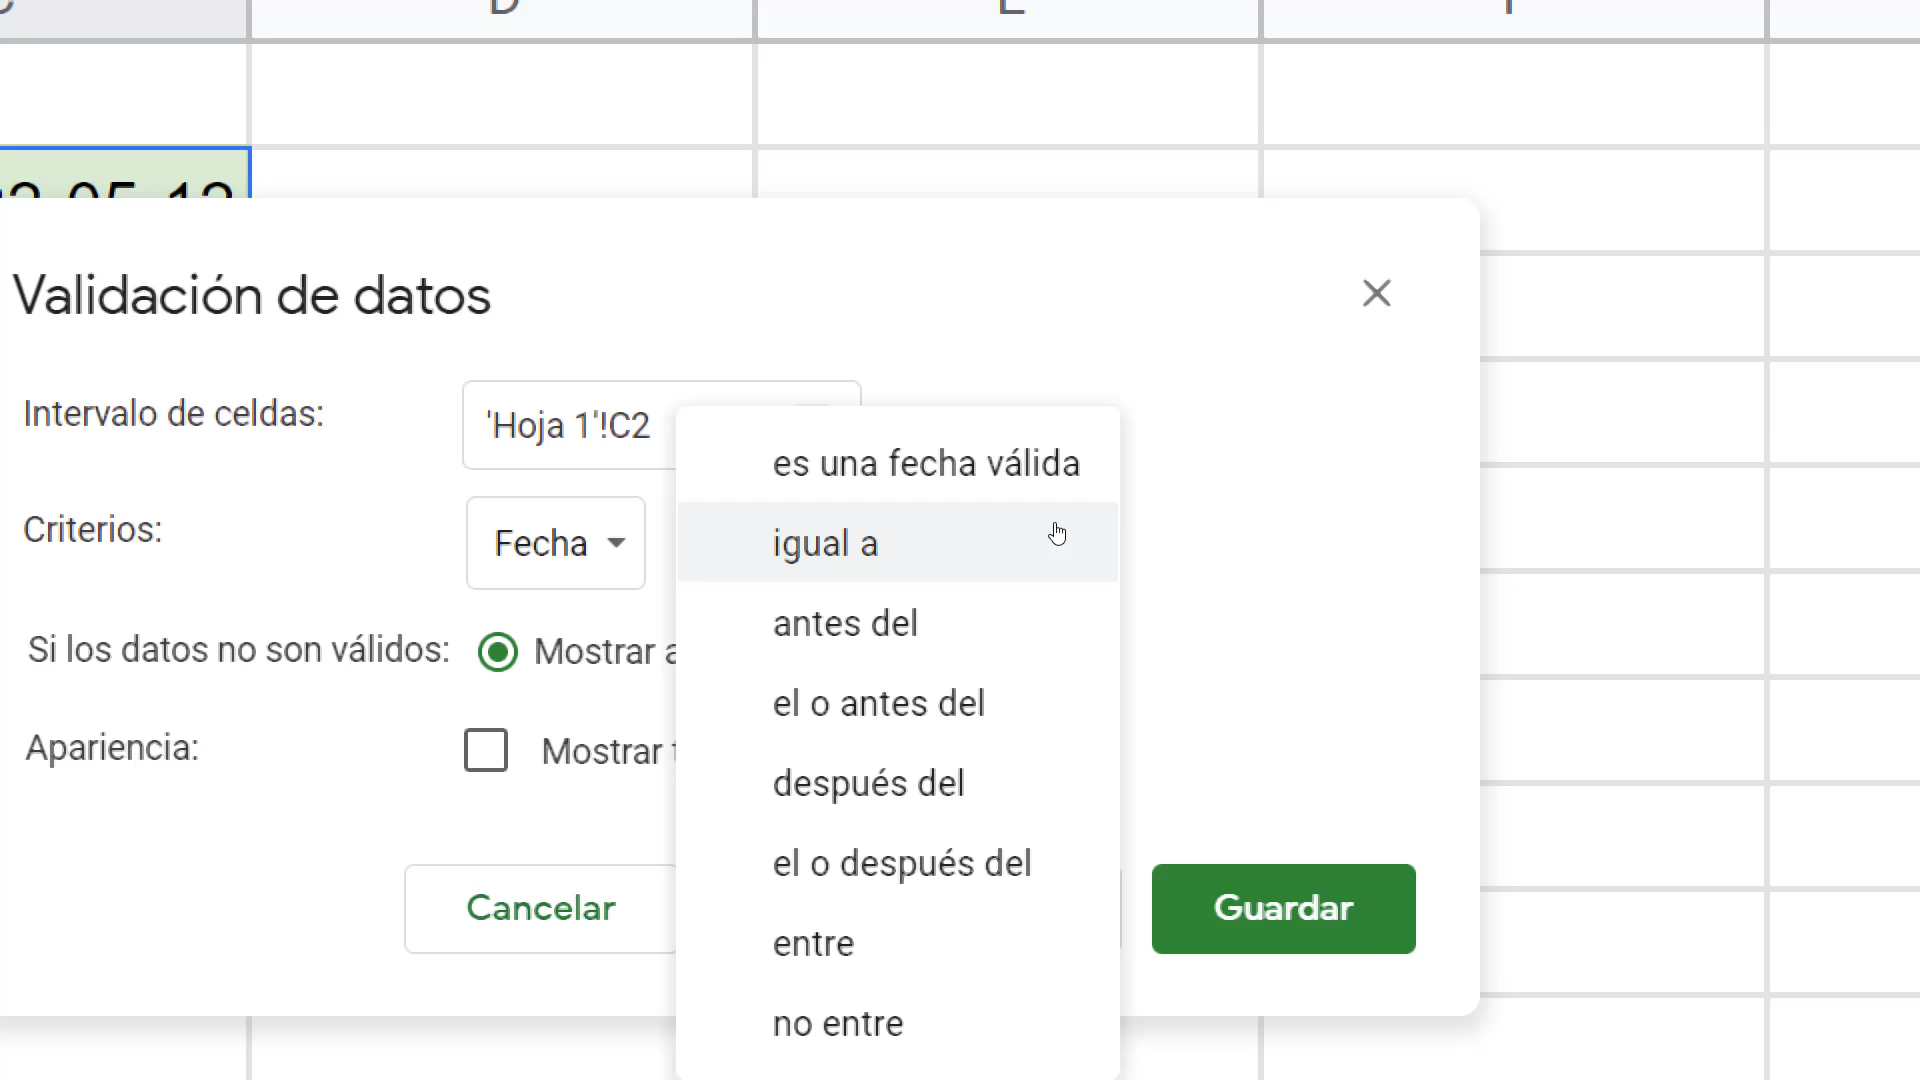 D E
05-1
Validación de datos
Intervalo de celdas:
'Hoja 1'!C2
es una fecha válida
Criterios:
Fecha
igual a
antes del
Si los datos no son válidos:
Mostrar
el o antes del
Apariencia:
Mostrar
después del
el o después del
Cancelar
Guardar
entre
no entre